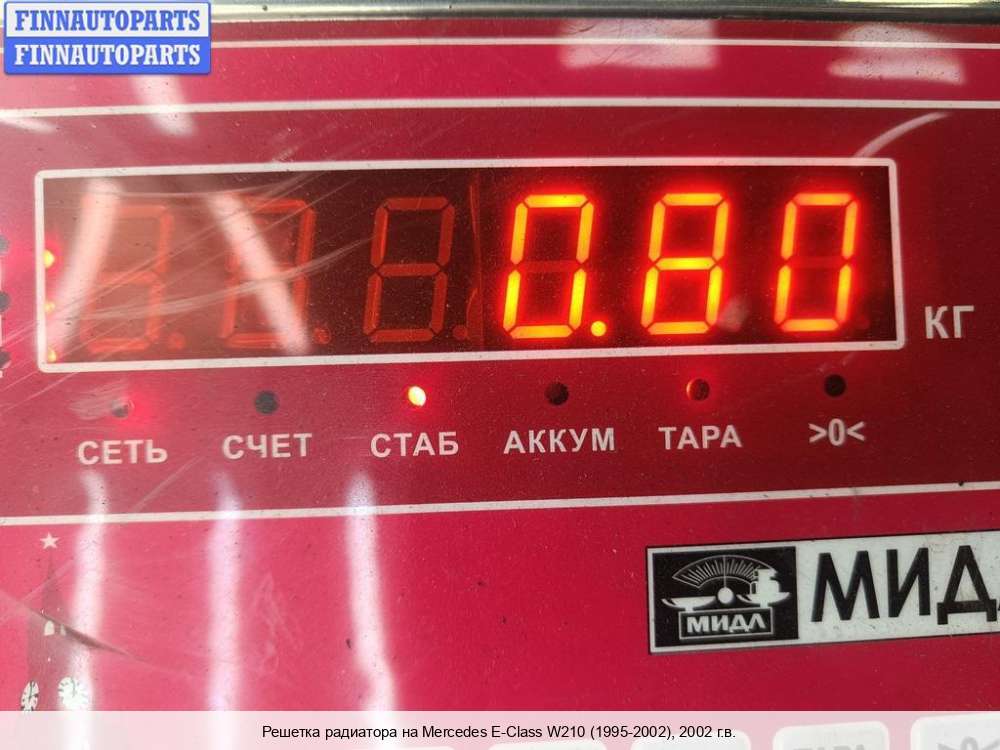 FINNAUTOPARTS
FINNAUTOPARTS
0.80
КГ
СЕТЬ СЧЕТ СТАБ АККУМ ТАРА >0<
МИДЛ
МИДЛ
Решетка радиатора на Mercedes E-Class W210 (1995-2002), 2002 г.в.